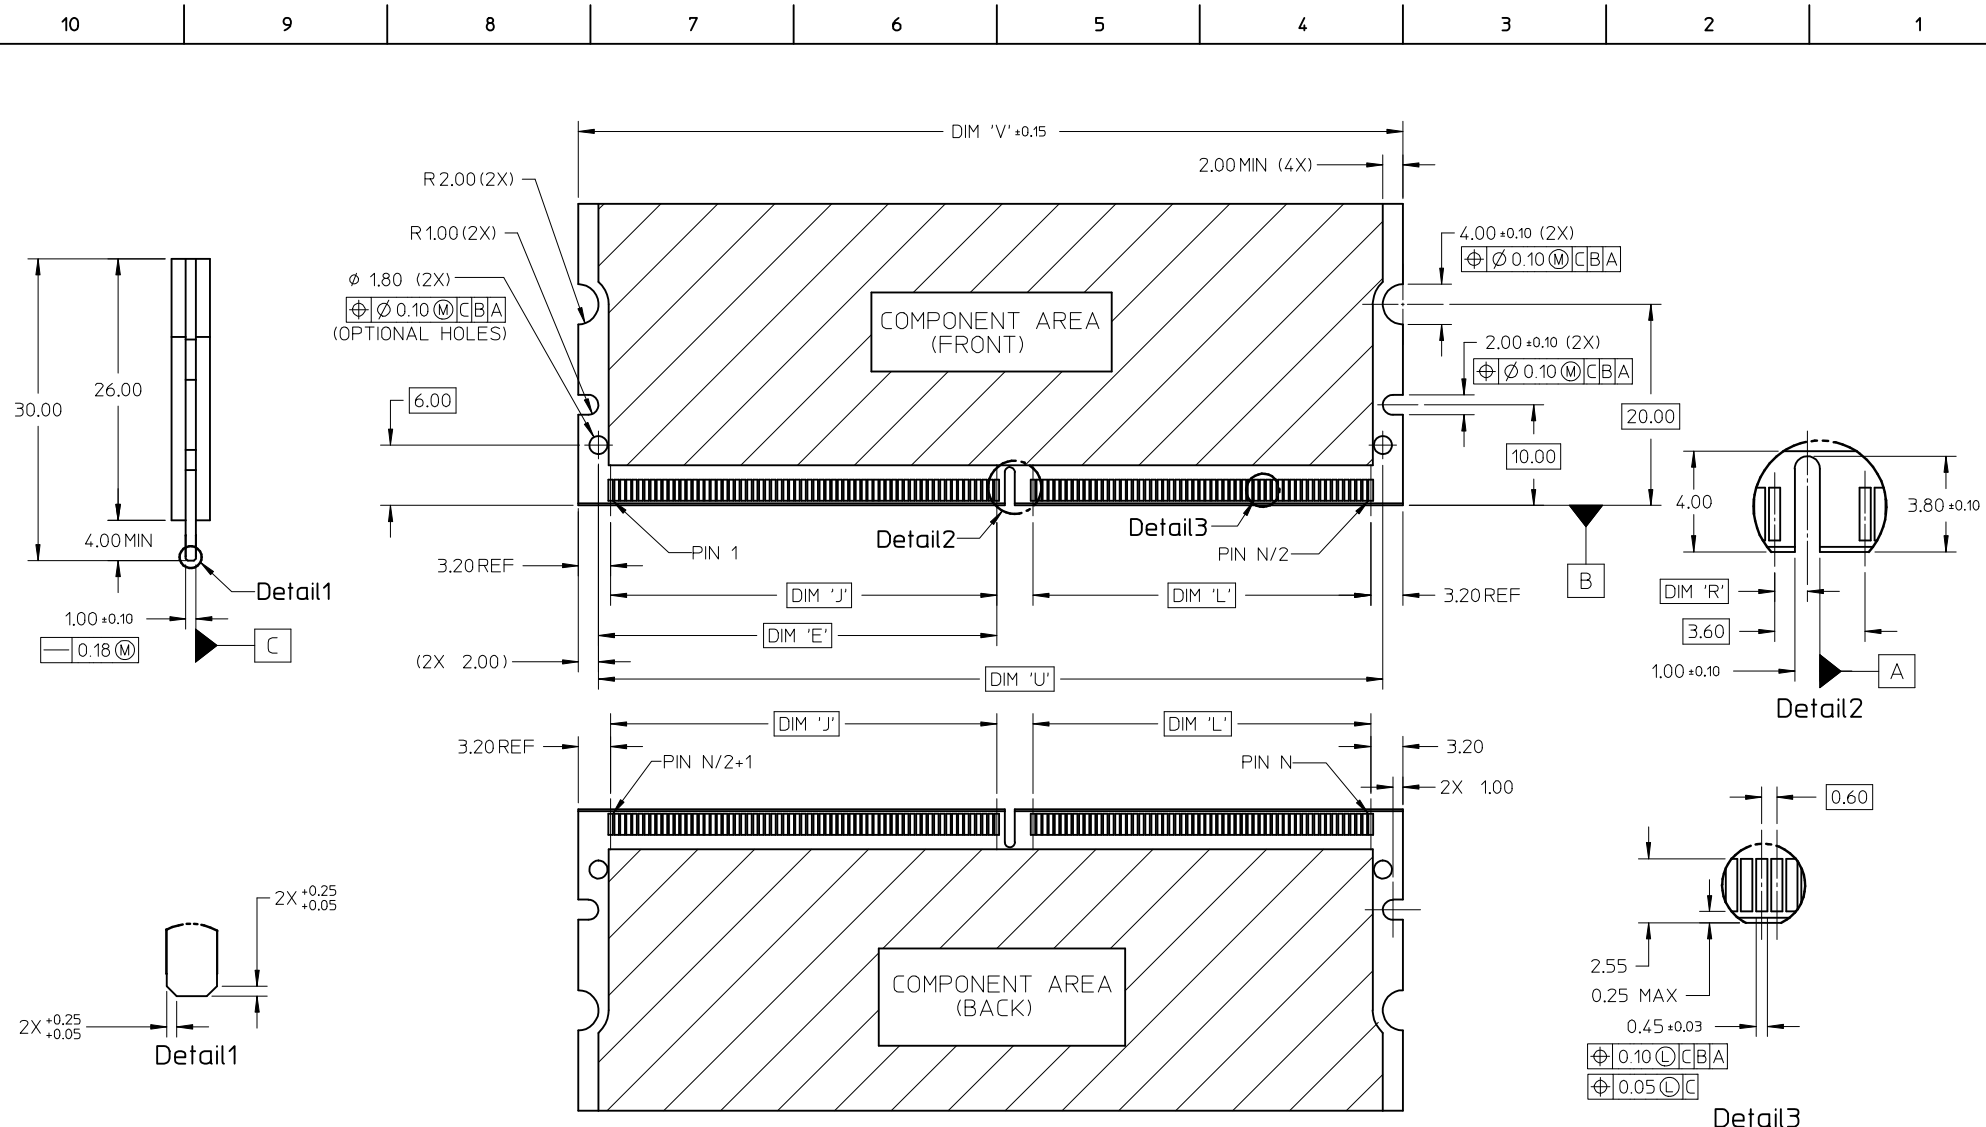 10 9 8 7 6 5 4 3 2 1
DIM 'V' ±0.15
2.00 MIN (4X)
R 2.00 (2X)
R 1.00 (2X)
4.00 ±0.10 (2X)
⌖ Ø 0.10 Ⓜ C B A
ø 1.80 (2X)
⌖ Ø 0.10 Ⓜ C B A
(OPTIONAL HOLES)
COMPONENT AREA
(FRONT)
2.00 ±0.10 (2X)
⌖ Ø 0.10 Ⓜ C B A
30.00
26.00
6.00
20.00
10.00
4.00 MIN
Detail1
1.00 ±0.10
— 0.18 Ⓜ
C
PIN 1
Detail2
Detail3
PIN N/2
B
3.20 REF
DIM 'J'
DIM 'L'
3.20 REF
DIM 'E'
(2X 2.00)
DIM 'U'
4.00
3.80 ±0.10
DIM 'R'
3.60
1.00 ±0.10
A
Detail2
DIM 'J'
DIM 'L'
3.20 REF
3.20
PIN N/2+1
PIN N
2X 1.00
COMPONENT AREA
(BACK)
2X +0.25
+0.05
2X +0.25
+0.05
Detail1
0.60
2.55
0.25 MAX
0.45 ±0.03
⌖ 0.10 Ⓛ C B A
⌖ 0.05 Ⓛ C
Detail3